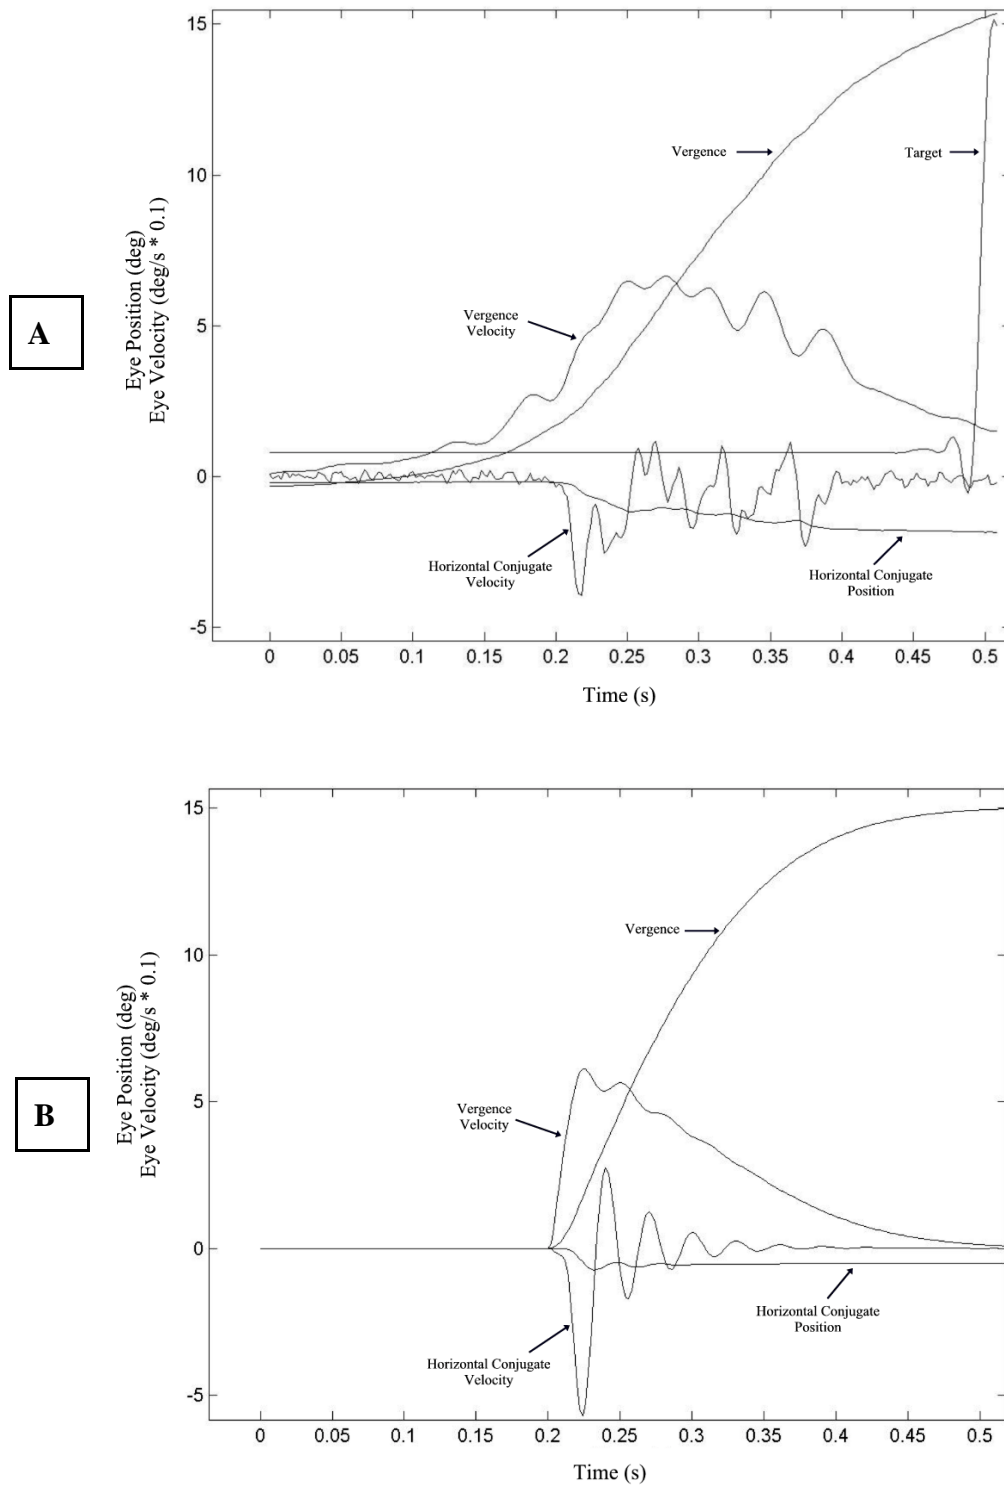 A
Eye Position (deg)
Eye Velocity (deg/s * 0.1)
15
10
5
0
-5
Vergence
Target
Vergence
Velocity
Horizontal Conjugate
Velocity
Horizontal Conjugate
Position
0 0.05 0.1 0.15 0.2 0.25 0.3 0.35 0.4 0.45 0.5
Time (s)
B
Eye Position (deg)
Eye Velocity (deg/s * 0.1)
15
10
5
0
-5
Vergence
Vergence
Velocity
Horizontal Conjugate
Position
Horizontal Conjugate
Velocity
0 0.05 0.1 0.15 0.2 0.25 0.3 0.35 0.4 0.45 0.5
Time (s)